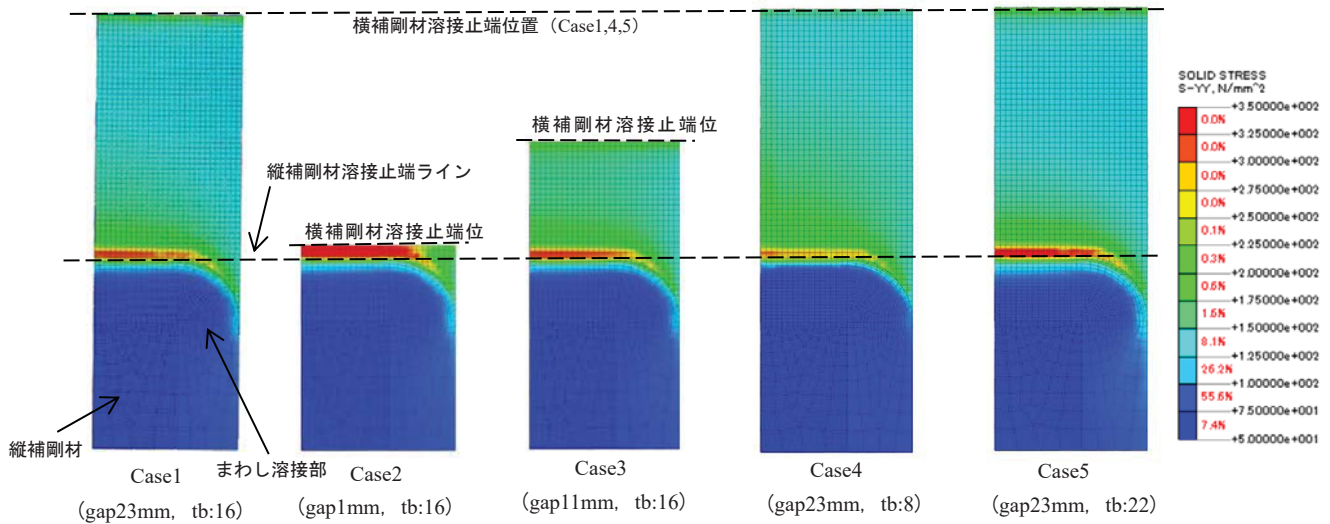 横補剛材溶接止端位置（Case1,4,5）
横補剛材溶接止端位
縦補剛材溶接止端ライン
横補剛材溶接止端位
縦補剛材
まわし溶接部
Case1
(gap23mm, tb:16)
Case2
(gap1mm, tb:16)
Case3
(gap11mm, tb:16)
Case4
(gap23mm, tb:8)
Case5
(gap23mm, tb:22)
SOLID STRESS
S-YY, N/mm^2
+3.50000e+002
0.0%
+3.25000e+002
0.0%
+3.00000e+002
0.0%
+2.75000e+002
0.0%
+2.50000e+002
0.1%
+2.25000e+002
0.3%
+2.00000e+002
0.6%
+1.75000e+002
1.6%
+1.50000e+002
8.1%
+1.25000e+002
26.2%
+1.00000e+002
55.6%
+7.50000e+001
7.4%
+5.00000e+001